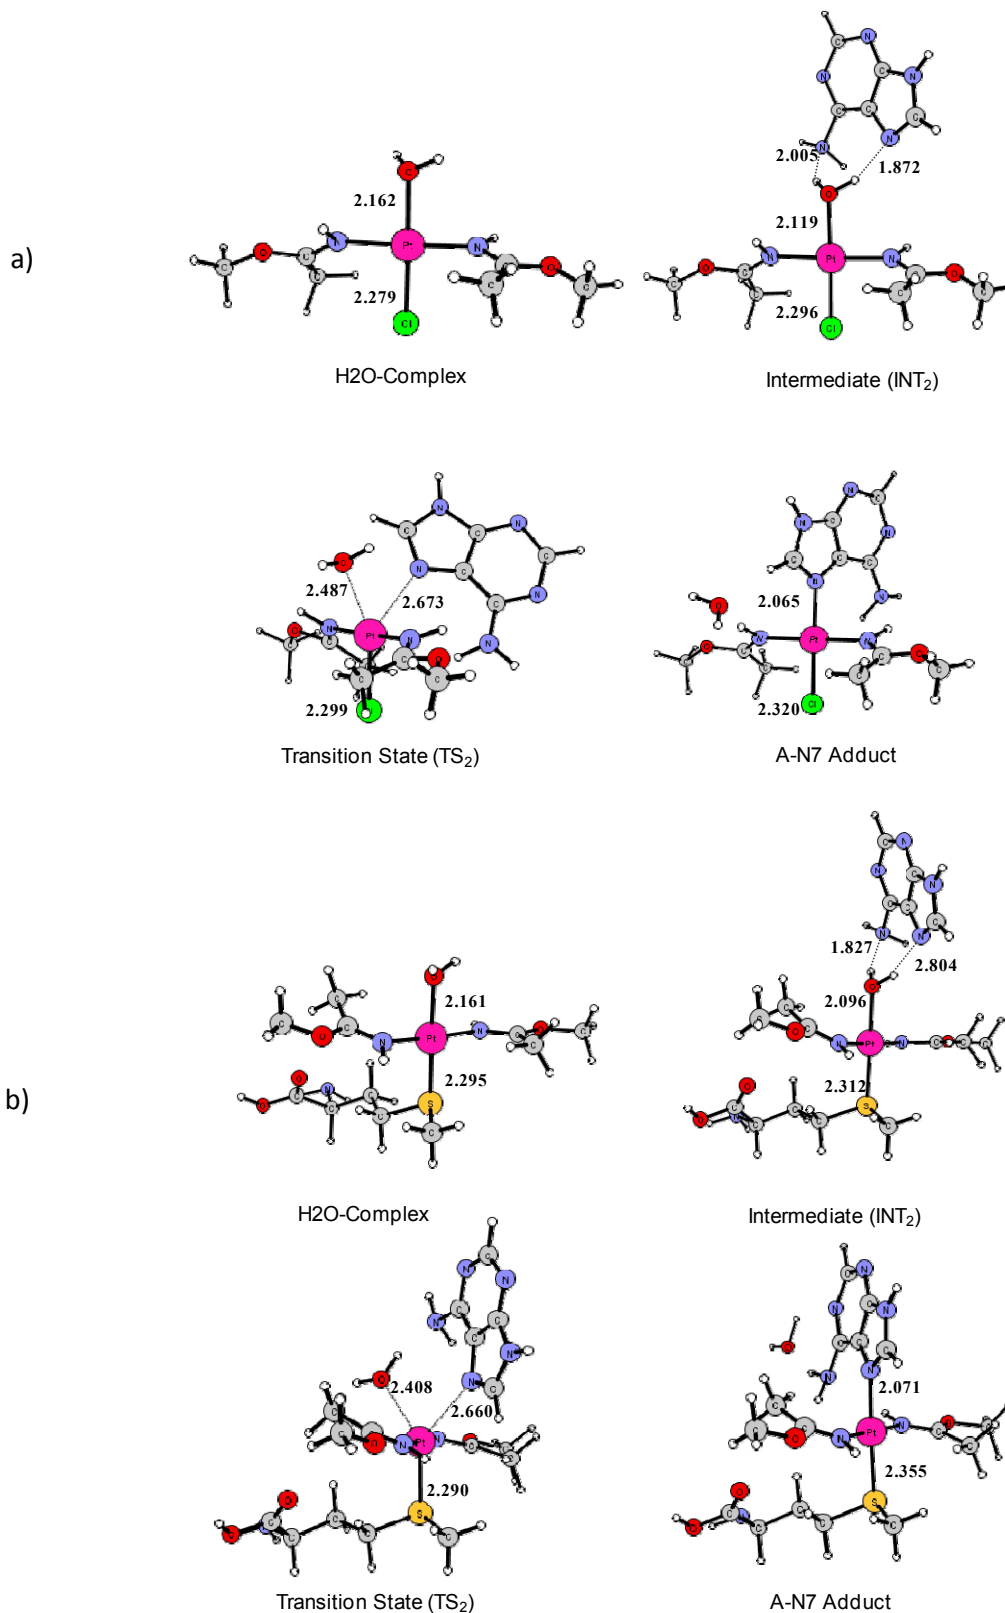 a)
2.162
2.279
H2O-Complex
2.005
1.872
2.119
2.296
Intermediate (INT2)
2.487
2.673
2.299
Transition State (TS2)
2.065
2.320
A-N7 Adduct
b)
2.161
2.295
H2O-Complex
1.827
2.804
2.096
2.312
Intermediate (INT2)
2.408
2.660
2.290
Transition State (TS2)
2.071
2.355
A-N7 Adduct